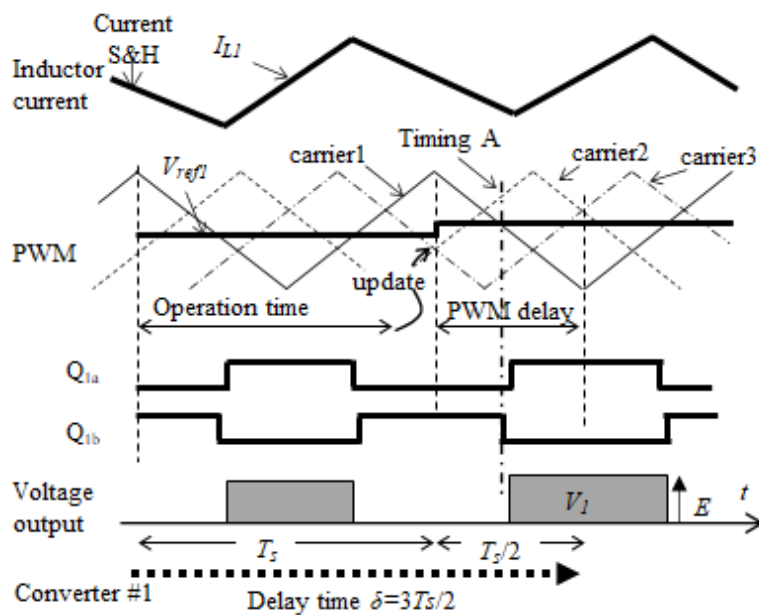 Current
S&H
I_L1
Inductor
current
Timing A
carrier1
carrier2
carrier3
V_ref1
PWM
update
Operation time
PWM delay
Q_1a
Q_1b
Voltage
output
V_1
E
t
T_s
T_s/2
Converter #1
Delay time δ=3Ts/2